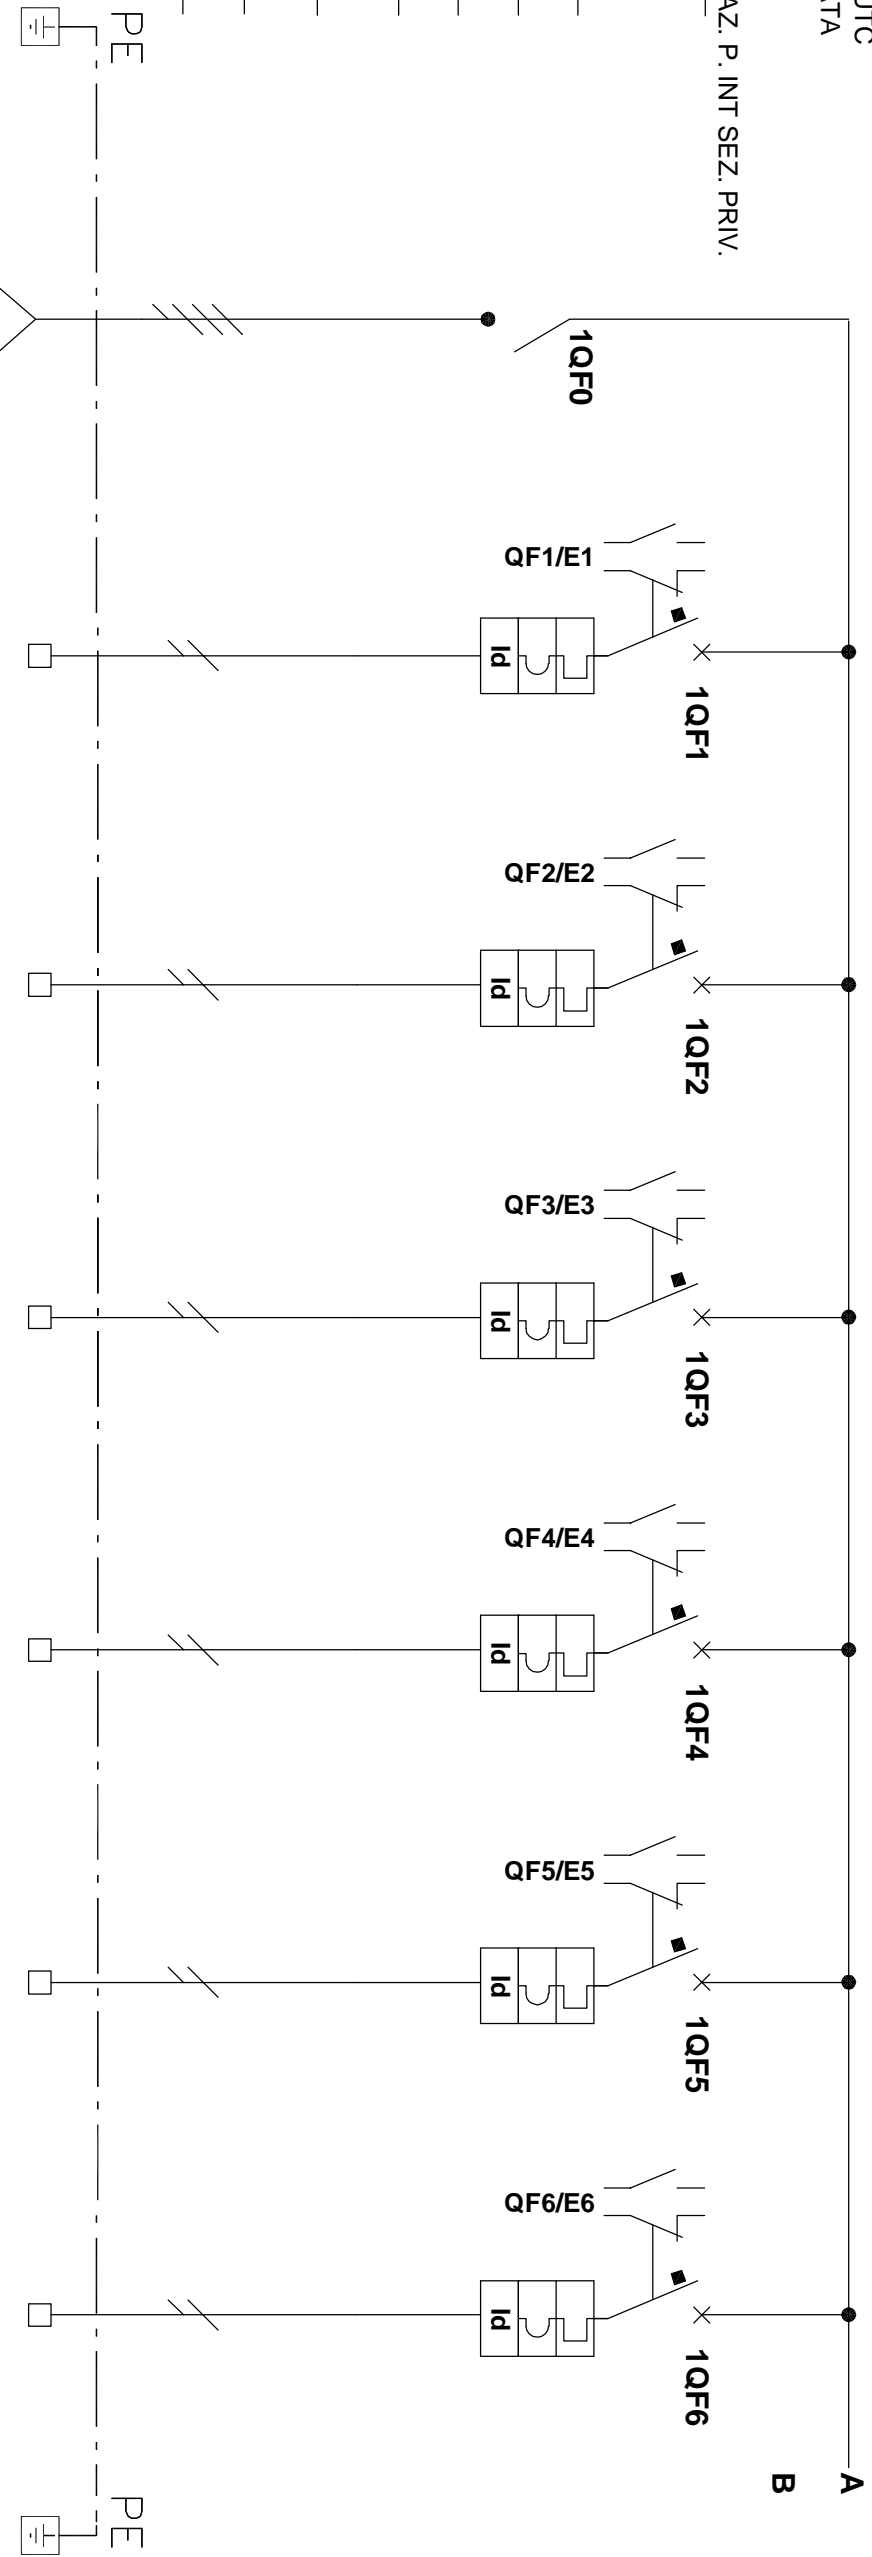 UTC
ATA
AZ. P. INT SEZ. PRIV.
PE
1QF0
QF1/E1
Id
1QF1
QF2/E2
Id
1QF2
QF3/E3
Id
1QF3
QF4/E4
Id
1QF4
QF5/E5
Id
1QF5
QF6/E6
Id
1QF6
A
B
PE